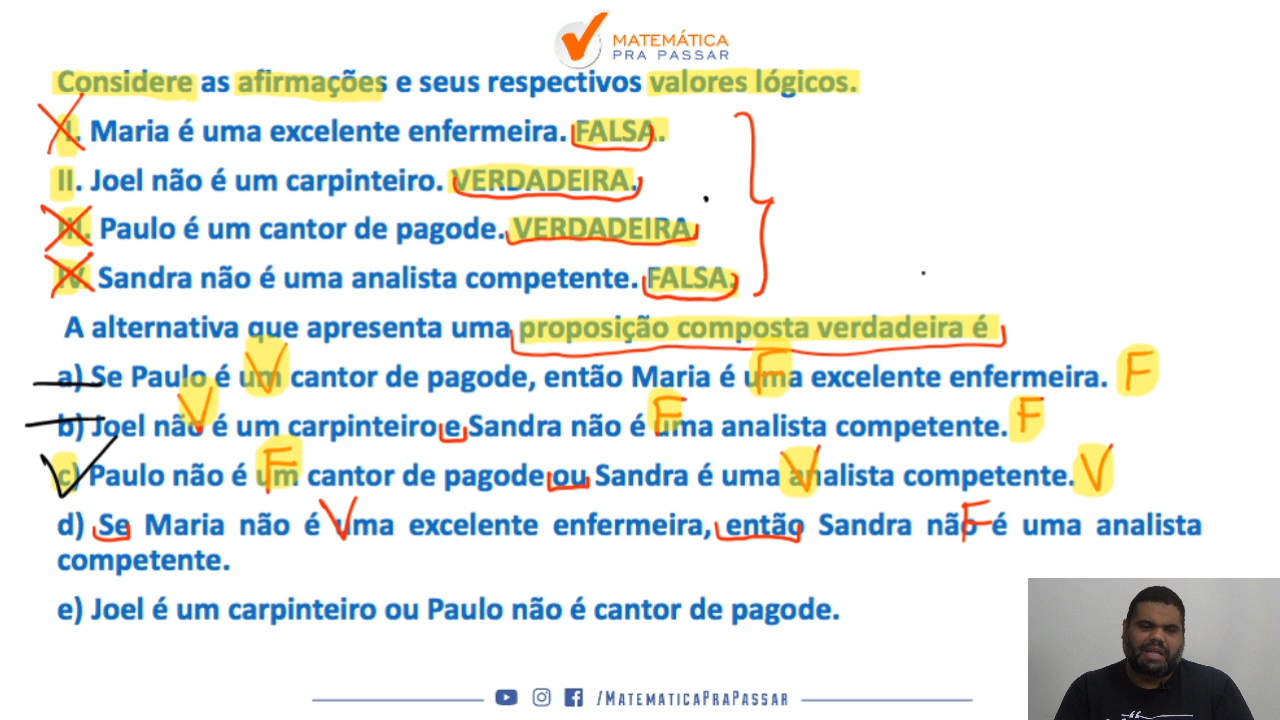 MATEMÁTICA
PRA PASSAR
Considere as afirmações e seus respectivos valores lógicos.
I. Maria é uma excelente enfermeira. FALSA.
II. Joel não é um carpinteiro. VERDADEIRA.
III. Paulo é um cantor de pagode. VERDADEIRA.
IV. Sandra não é uma analista competente. FALSA.
A alternativa que apresenta uma proposição composta verdadeira é
V F
a) Se Paulo é um cantor de pagode, então Maria é uma excelente enfermeira. F
V F
b) Joel não é um carpinteiro e Sandra não é uma analista competente. F
F V
c) Paulo não é um cantor de pagode ou Sandra é uma analista competente. V
V F
d) Se Maria não é uma excelente enfermeira, então Sandra não é uma analista
competente.
e) Joel é um carpinteiro ou Paulo não é cantor de pagode.
/MATEMATICAPRAPASSAR